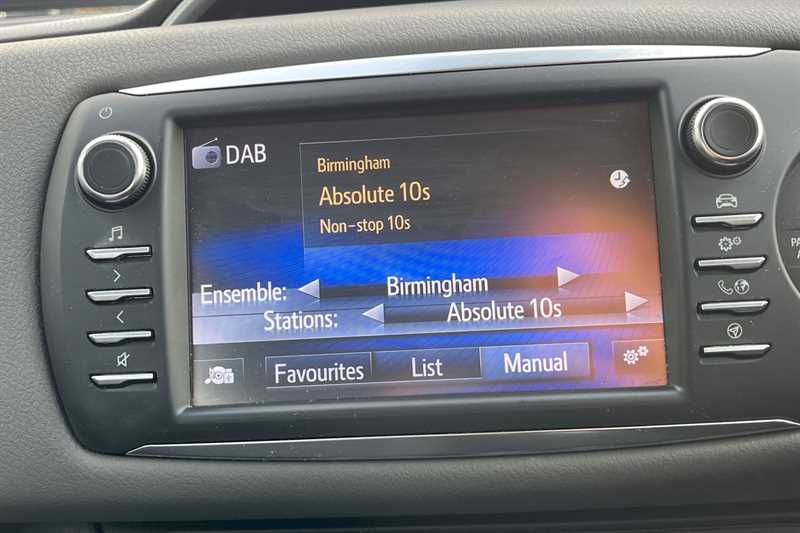 DAB
Birmingham
Absolute 10s
Non-stop 10s
Ensemble: Birmingham
Stations: Absolute 10s
Favourites List Manual